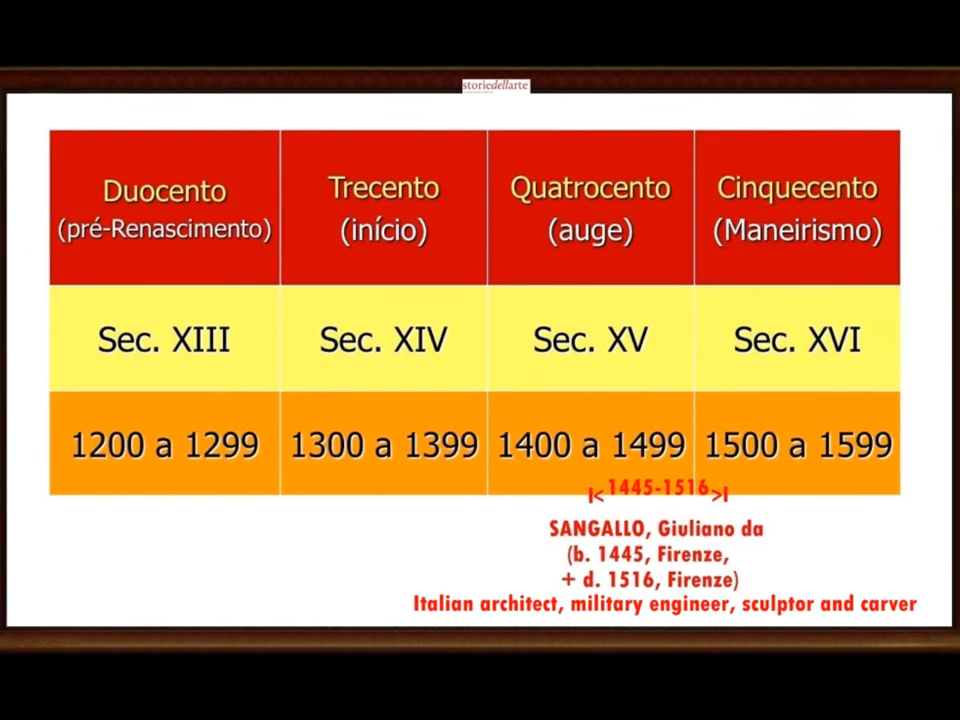 storiedellarte
Duocento
(pré-Renascimento)
Trecento
(início)
Quatrocento
(auge)
Cinquecento
(Maneirismo)
Sec. XIII
Sec. XIV
Sec. XV
Sec. XVI
1200 a 1299
1300 a 1399
1400 a 1499
1500 a 1599
I< 1445-1516 >I
SANGALLO, Giuliano da
(b. 1445, Firenze,
+ d. 1516, Firenze)
Italian architect, military engineer, sculptor and carver